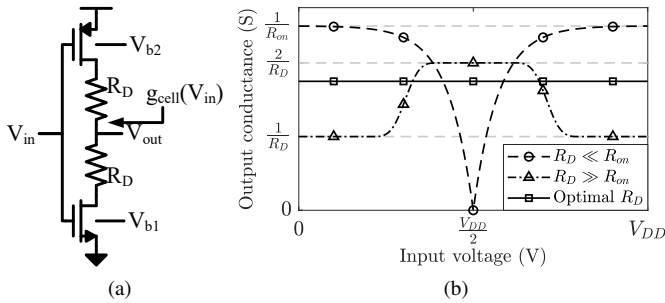 V_in
V_b2
R_D
g_cell(V_in)
V_out
R_D
V_b1
(a)
Output conductance (S)
1/R_on
2/R_D
1/R_D
0
R_D ≪ R_on
R_D ≫ R_on
Optimal R_D
0
V_DD/2
V_DD
Input voltage (V)
(b)